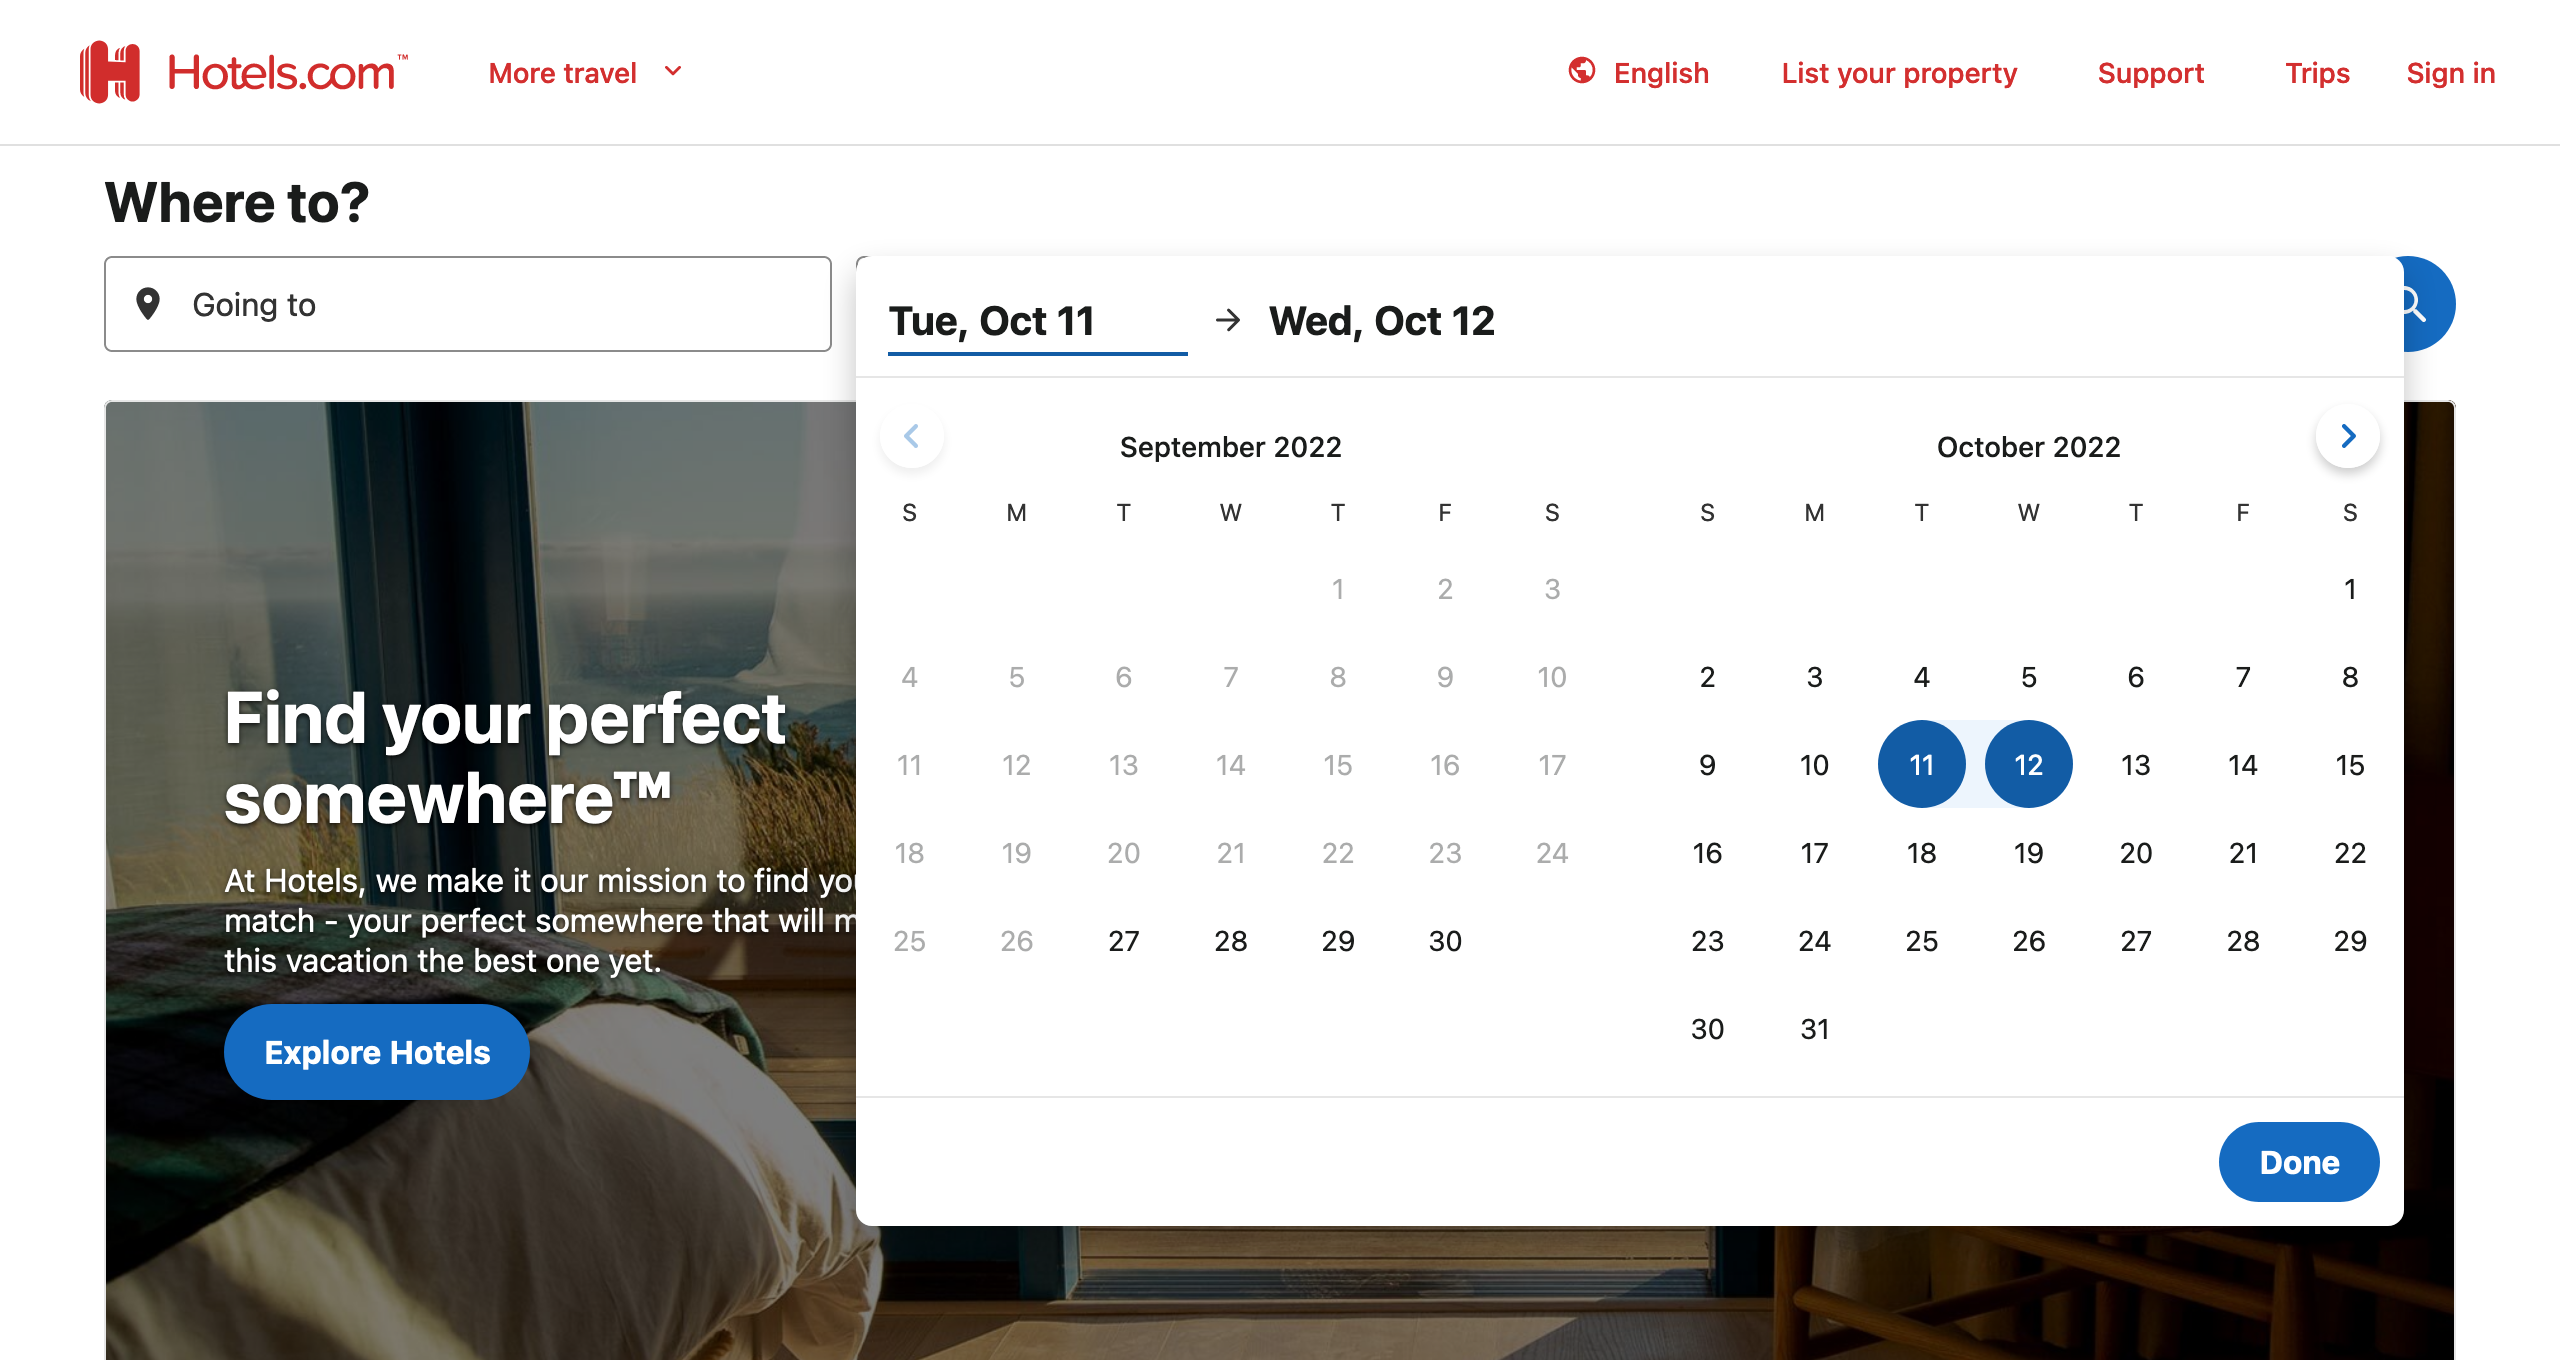 Hotels.com™
More travel
English
List your property
Support
Trips
Sign in
Where to?
Going to
Tue, Oct 11 → Wed, Oct 12
September 2022
S M T W T F S
1 2 3
4 5 6 7 8 9 10
11 12 13 14 15 16 17
18 19 20 21 22 23 24
25 26 27 28 29 30
October 2022
S M T W T F S
1
2 3 4 5 6 7 8
9 10 11 12 13 14 15
16 17 18 19 20 21 22
23 24 25 26 27 28 29
30 31
Done
Find your perfect
somewhere™
At Hotels, we make it our mission to find
match - your perfect somewhere that will
this vacation the best one yet.
Explore Hotels